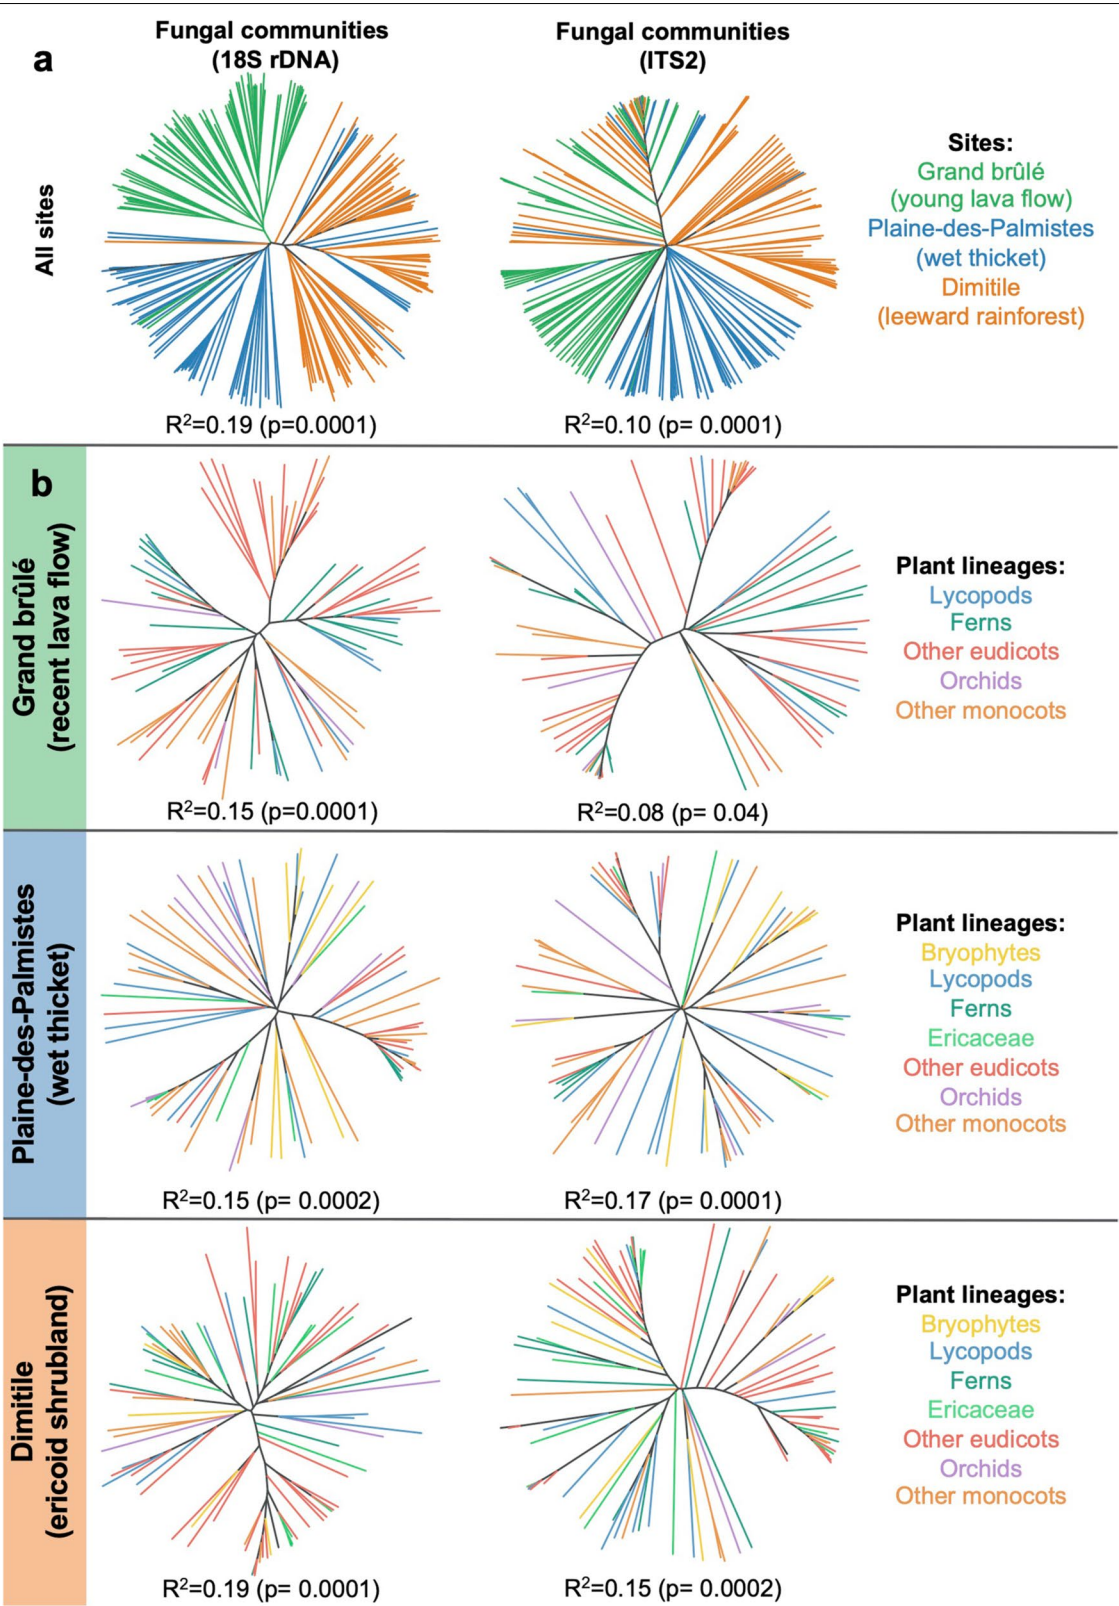 a
Fungal communities
(18S rDNA)
Fungal communities
(ITS2)
All sites
Sites:
Grand brûlé
(young lava flow)
Plaine-des-Palmistes
(wet thicket)
Dimitile
(leeward rainforest)
R²=0.19 (p=0.0001)
R²=0.10 (p= 0.0001)
b
Grand brûlé
(recent lava flow)
Plant lineages:
Lycopods
Ferns
Other eudicots
Orchids
Other monocots
R²=0.15 (p=0.0001)
R²=0.08 (p= 0.04)
Plaine-des-Palmistes
(wet thicket)
Plant lineages:
Bryophytes
Lycopods
Ferns
Ericaceae
Other eudicots
Orchids
Other monocots
R²=0.15 (p= 0.0002)
R²=0.17 (p= 0.0001)
Dimitile
(ericoid shrubland)
Plant lineages:
Bryophytes
Lycopods
Ferns
Ericaceae
Other eudicots
Orchids
Other monocots
R²=0.19 (p= 0.0001)
R²=0.15 (p= 0.0002)